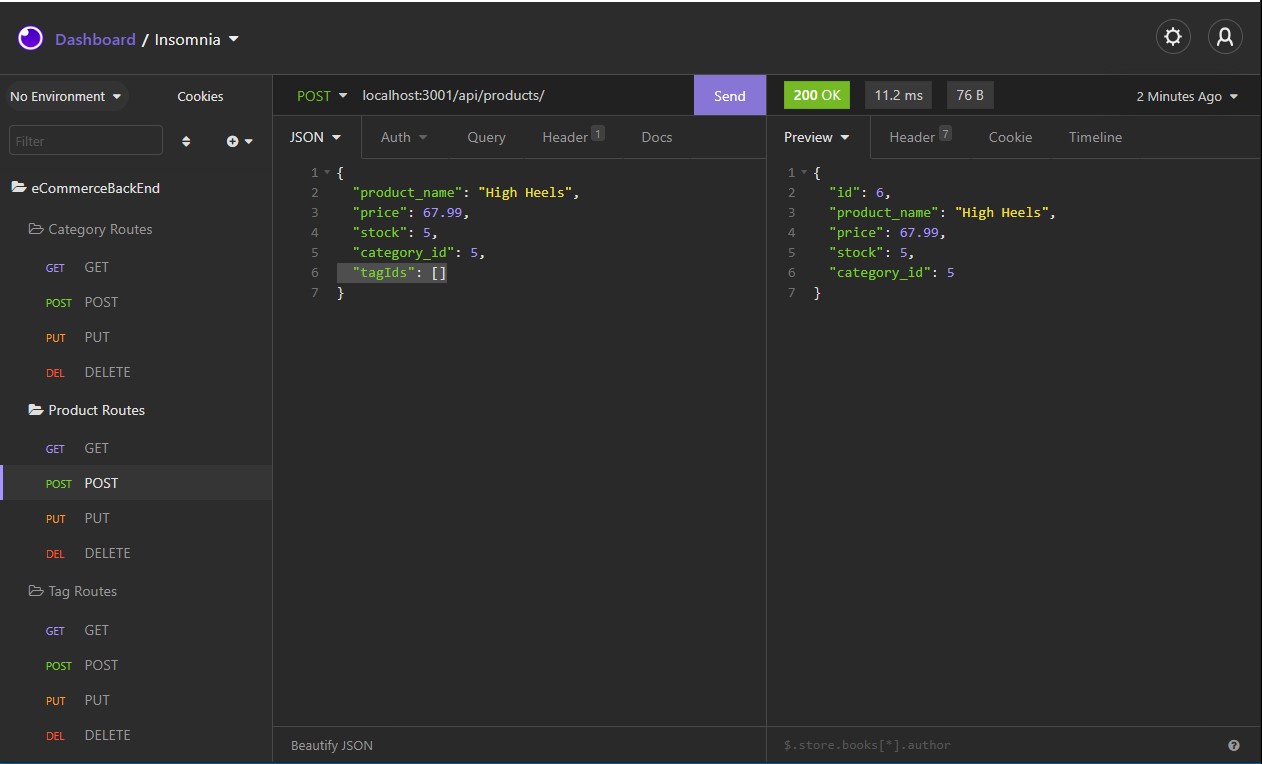 Dashboard / Insomnia
No Environment
Cookies
Filter
eCommerceBackEnd
Category Routes
GET GET
POST POST
PUT PUT
DEL DELETE
Product Routes
GET GET
POST POST
PUT PUT
DEL DELETE
Tag Routes
GET GET
POST POST
PUT PUT
DEL DELETE
POST localhost:3001/api/products/ Send
JSON Auth Query Header 1 Docs
1 {
2 "product_name": "High Heels",
3 "price": 67.99,
4 "stock": 5,
5 "category_id": 5,
6 "tagIds": []
7 }
Beautify JSON
200 OK 11.2 ms 76 B 2 Minutes Ago
Preview Header 7 Cookie Timeline
1 {
2 "id": 6,
3 "product_name": "High Heels",
4 "price": 67.99,
5 "stock": 5,
6 "category_id": 5
7 }
$.store.books[*].author
?